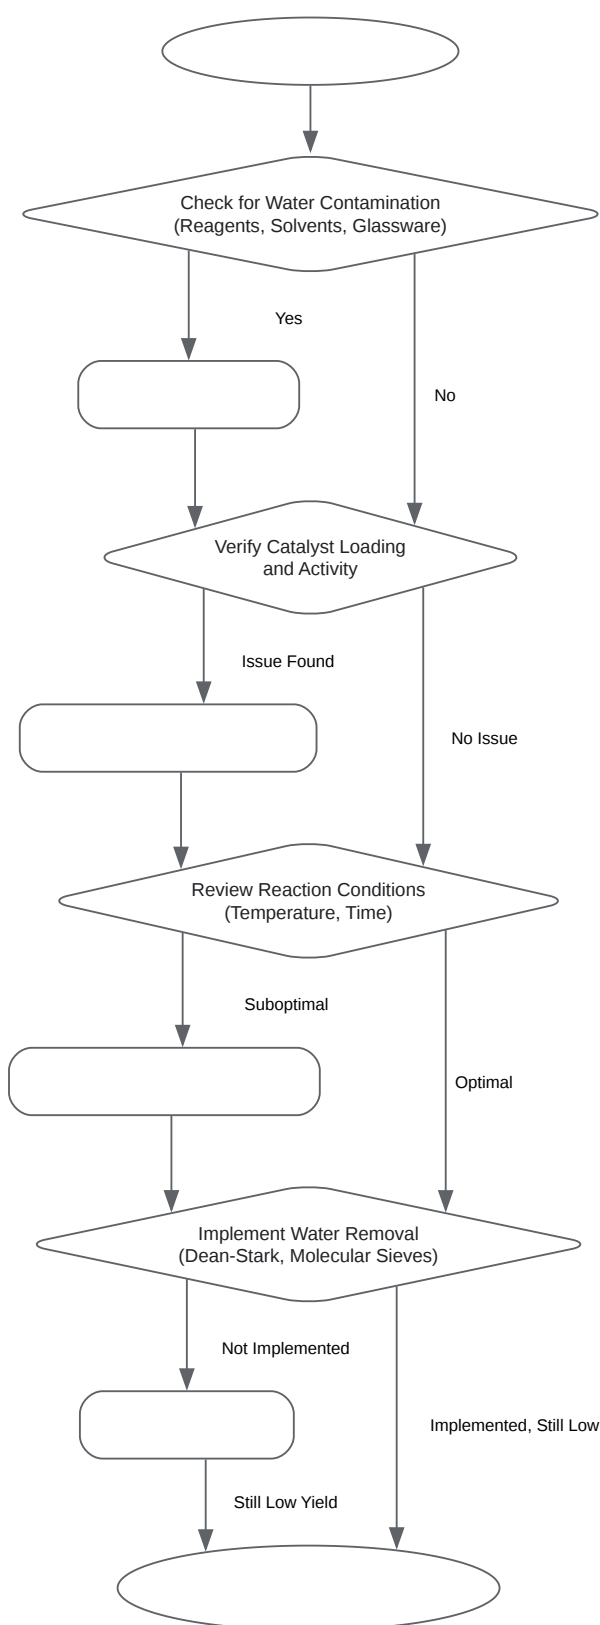 Check for Water Contamination
(Reagents, Solvents, Glassware)
Yes
No
Verify Catalyst Loading
and Activity
Issue Found
No Issue
Review Reaction Conditions
(Temperature, Time)
Suboptimal
Optimal
Implement Water Removal
(Dean-Stark, Molecular Sieves)
Not Implemented
Implemented, Still Low
Still Low Yield